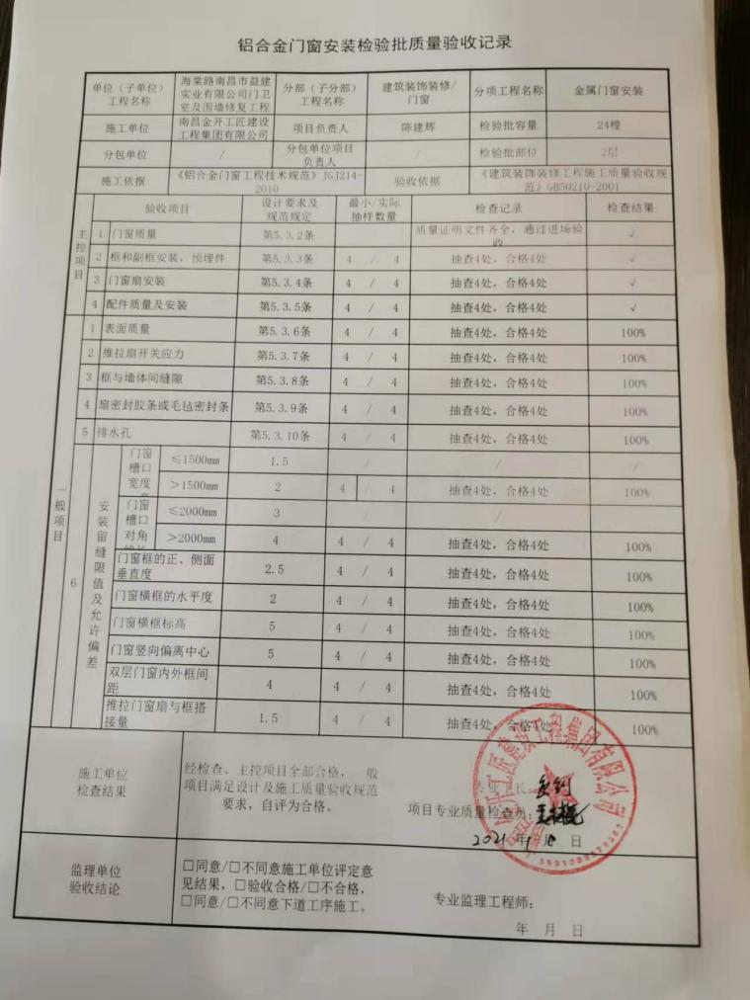 铝合金门窗安装检验批质量验收记录
单位（子单位）工程名称 海棠路南昌市益建实业有限公司门卫室及围墙修复工程 分部（子分部）工程名称 建筑装饰装修/门窗 分项工程名称 金属门窗安装
施工单位 南昌金开工匠建设工程集团有限公司 项目负责人 陈建辉 检验批容量 24樘
分包单位 / 分包单位项目负责人 / 检验批部位 2层
施工依据 《铝合金门窗工程技术规范》JGJ214-2010 验收依据 《建筑装饰装修工程施工质量验收规范》GB50210-2001
验收项目 设计要求及规范规定 最小/实际抽样数量 检查记录 检查结果
主控项目
1 门窗质量 第5.3.2条 质量证明文件齐全，通过进场验收 √
2 框和副框安装，预埋件 第5.3.3条 4 / 4 抽查4处，合格4处 √
3 门窗扇安装 第5.3.4条 4 / 4 抽查4处，合格4处 √
4 配件质量及安装 第5.3.5条 4 / 4 抽查4处，合格4处 √
一般项目
1 表面质量 第5.3.6条 4 / 4 抽查4处，合格4处 100%
2 推拉扇开关应力 第5.3.7条 4 / 4 抽查4处，合格4处 100%
3 框与墙体间缝隙 第5.3.8条 4 / 4 抽查4处，合格4处 100%
4 扇密封胶条或毛毡密封条 第5.3.9条 4 / 4 抽查4处，合格4处 100%
5 排水孔 第5.3.10条 4 / 4 抽查4处，合格4处 100%
6 安装留缝限值及允许偏差
门窗槽口宽度 ≤1500mm 1.5 / / /
>1500mm 2 4 / 4 抽查4处，合格4处 100%
门窗槽口对角 ≤2000mm 3 / /
>2000mm 4 4 / 4 抽查4处，合格4处 100%
门窗框的正、侧面垂直度 2.5 4 / 4 抽查4处，合格4处 100%
门窗横框的水平度 2 4 / 4 抽查4处，合格4处 100%
门窗横框标高 5 4 / 4 抽查4处，合格4处 100%
门窗竖向偏离中心 5 4 / 4 抽查4处，合格4处 100%
双层门窗内外框间距 4 4 / 4 抽查4处，合格4处 100%
推拉门窗扇与框搭接量 1.5 4 / 4 抽查4处，合格4处 100%
施工单位检查结果
经检查、主控项目全部合格，一般
项目满足设计及施工质量验收规范
要求，自评为合格。
专业工长：
项目专业质量检查员：
2021年1月 日
监理单位验收结论
□同意/□不同意施工单位评定意
见结果，□验收合格/□不合格，
□同意/□不同意下道工序施工。
专业监理工程师：
年 月 日